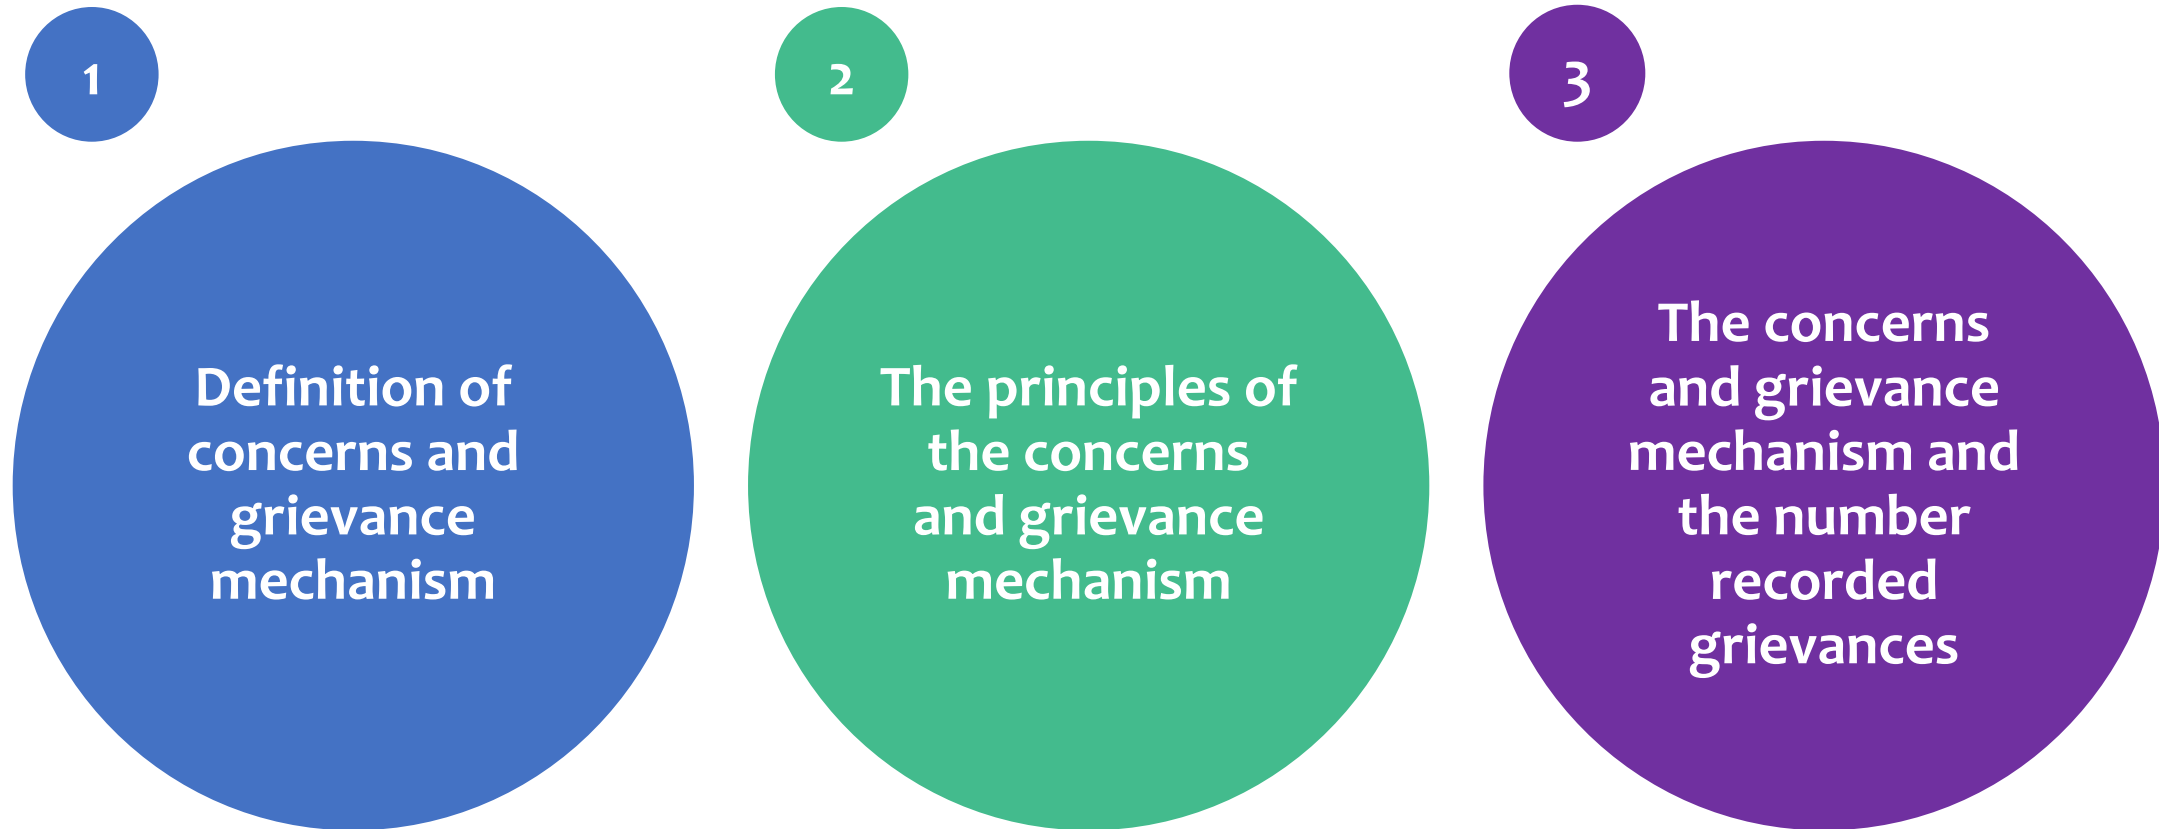 1
Definition of
concerns and
grievance
mechanism
2
The principles of
the concerns
and grievance
mechanism
3
The concerns
and grievance
mechanism and
the number
recorded
grievances